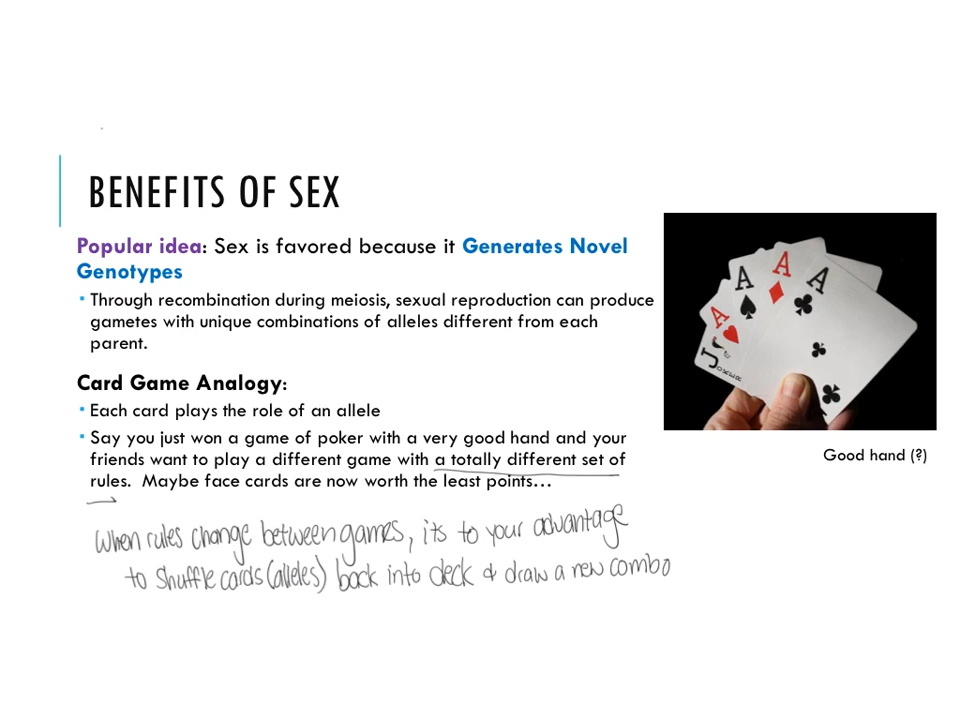 BENEFITS OF SEX
Popular idea: Sex is favored because it Generates Novel
Genotypes
Through recombination during meiosis, sexual reproduction can produce
gametes with unique combinations of alleles different from each
parent.
Card Game Analogy:
Each card plays the role of an allele
Say you just won a game of poker with a very good hand and your
friends want to play a different game with a totally different set of
rules. Maybe face cards are now worth the least points…
When rules change between games, its to your advantage
to shuffle cards (alleles) back into deck & draw a new combo
A
A
A
A
JOKER
Good hand (?)